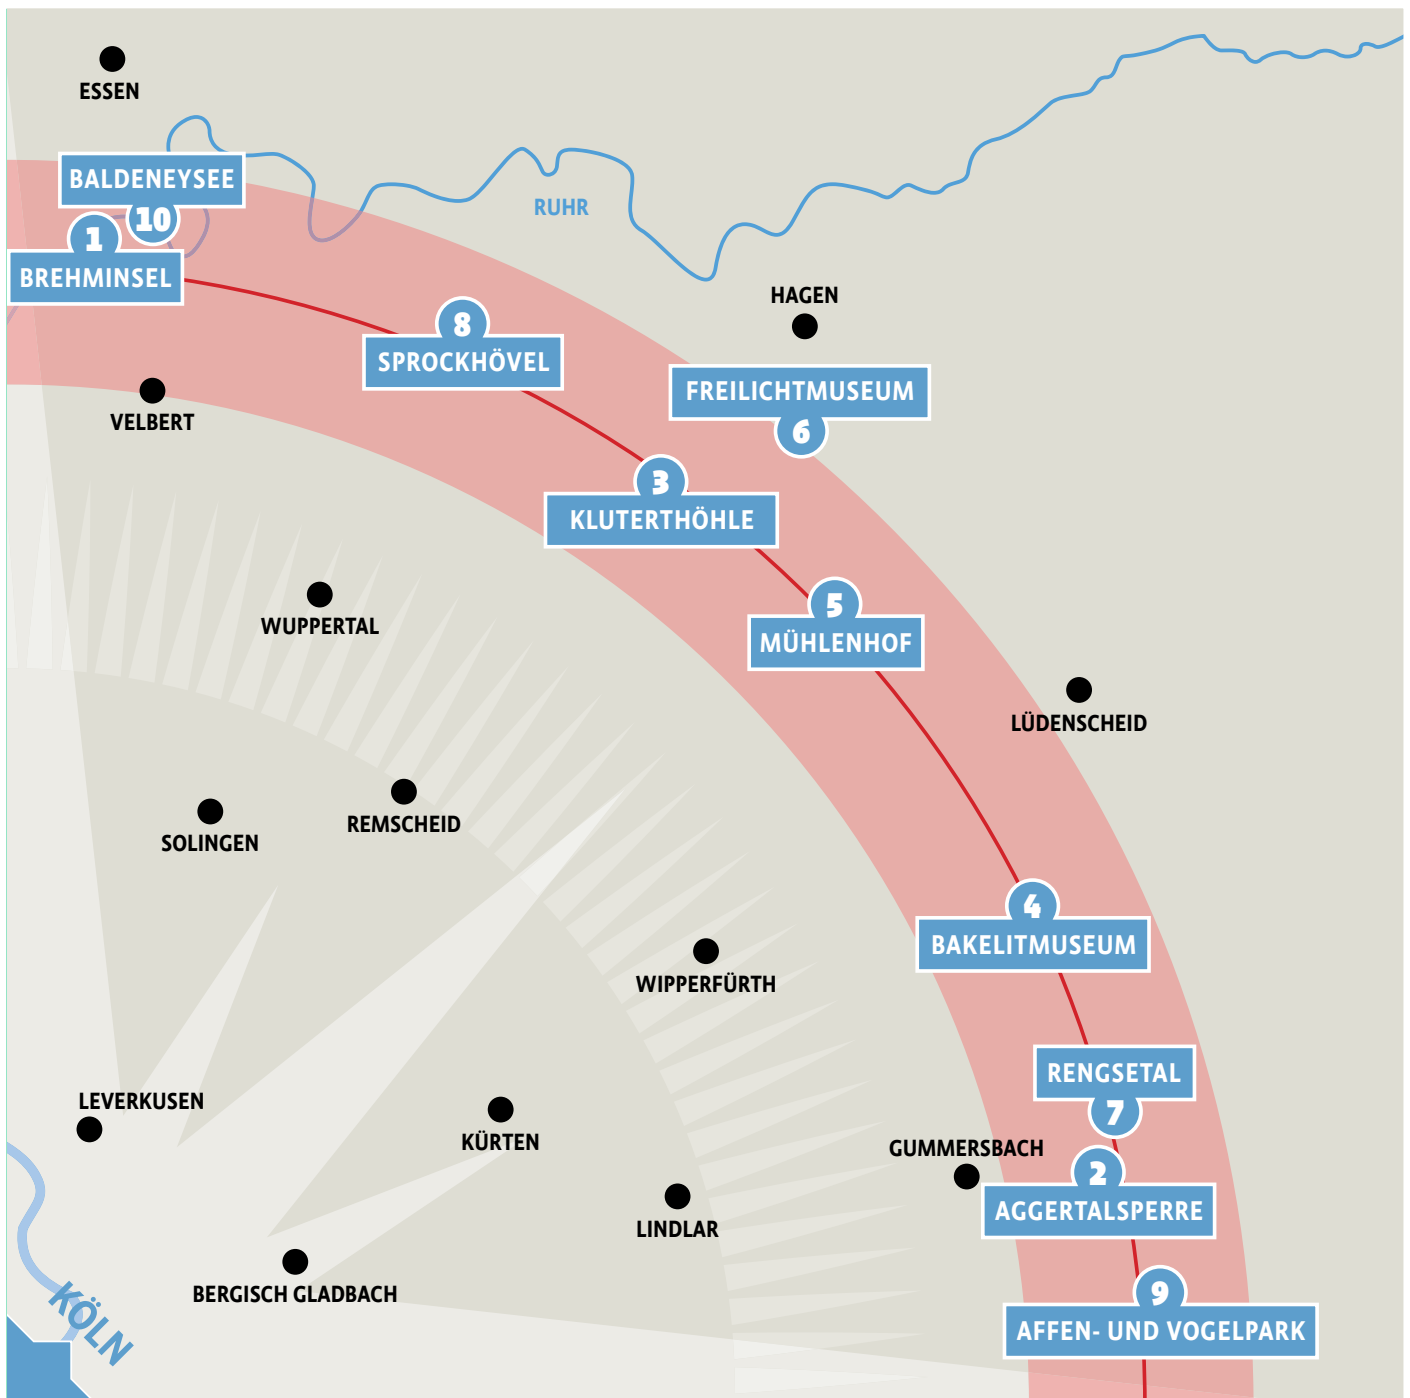 ESSEN
BALDENEYSEE
10
1
BREHMINSEL
RUHR
HAGEN
8
SPROCKHÖVEL
FREILICHTMUSEUM
6
VELBERT
3
KLUTERTHÖHLE
5
MÜHLENHOF
WUPPERTAL
LÜDENSCHEID
REMSCHEID
SOLINGEN
4
BAKELITMUSEUM
WIPPERFÜRTH
RENGSETAL
7
LEVERKUSEN
KÜRTEN
GUMMERSBACH
2
AGGERTALSPERRE
LINDLAR
BERGISCH GLADBACH
9
AFFEN- UND VOGELPARK
KÖLN